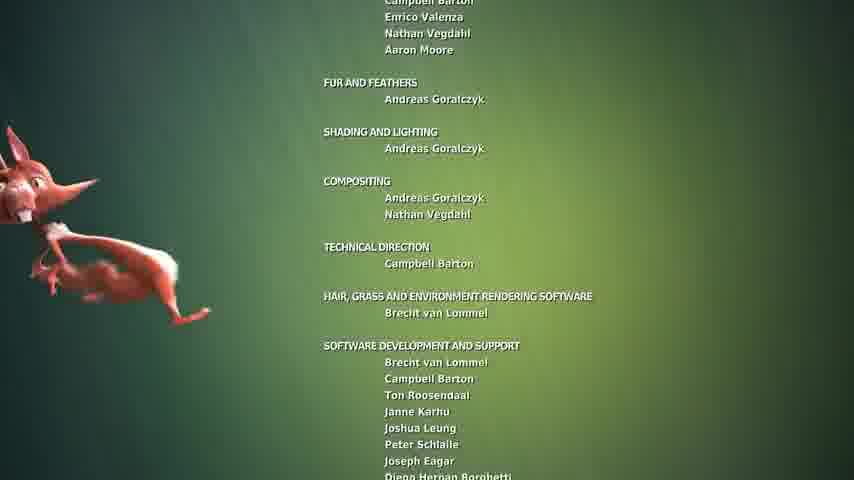 Campbell Barton
Enrico Valenza
Nathan Vegdahl
Aaron Moore
FUR AND FEATHERS
Andreas Goralczyk
SHADING AND LIGHTING
Andreas Goralczyk
COMPOSITING
Andreas Goralczyk
Nathan Vegdahl
TECHNICAL DIRECTION
Campbell Barton
HAIR, GRASS AND ENVIRONMENT RENDERING SOFTWARE
Brecht van Lommel
SOFTWARE DEVELOPMENT AND SUPPORT
Brecht van Lommel
Campbell Barton
Ton Roosendaal
Janne Karhu
Joshua Leung
Peter Schlaile
Joseph Eagar
Diego Hernan Borghetti